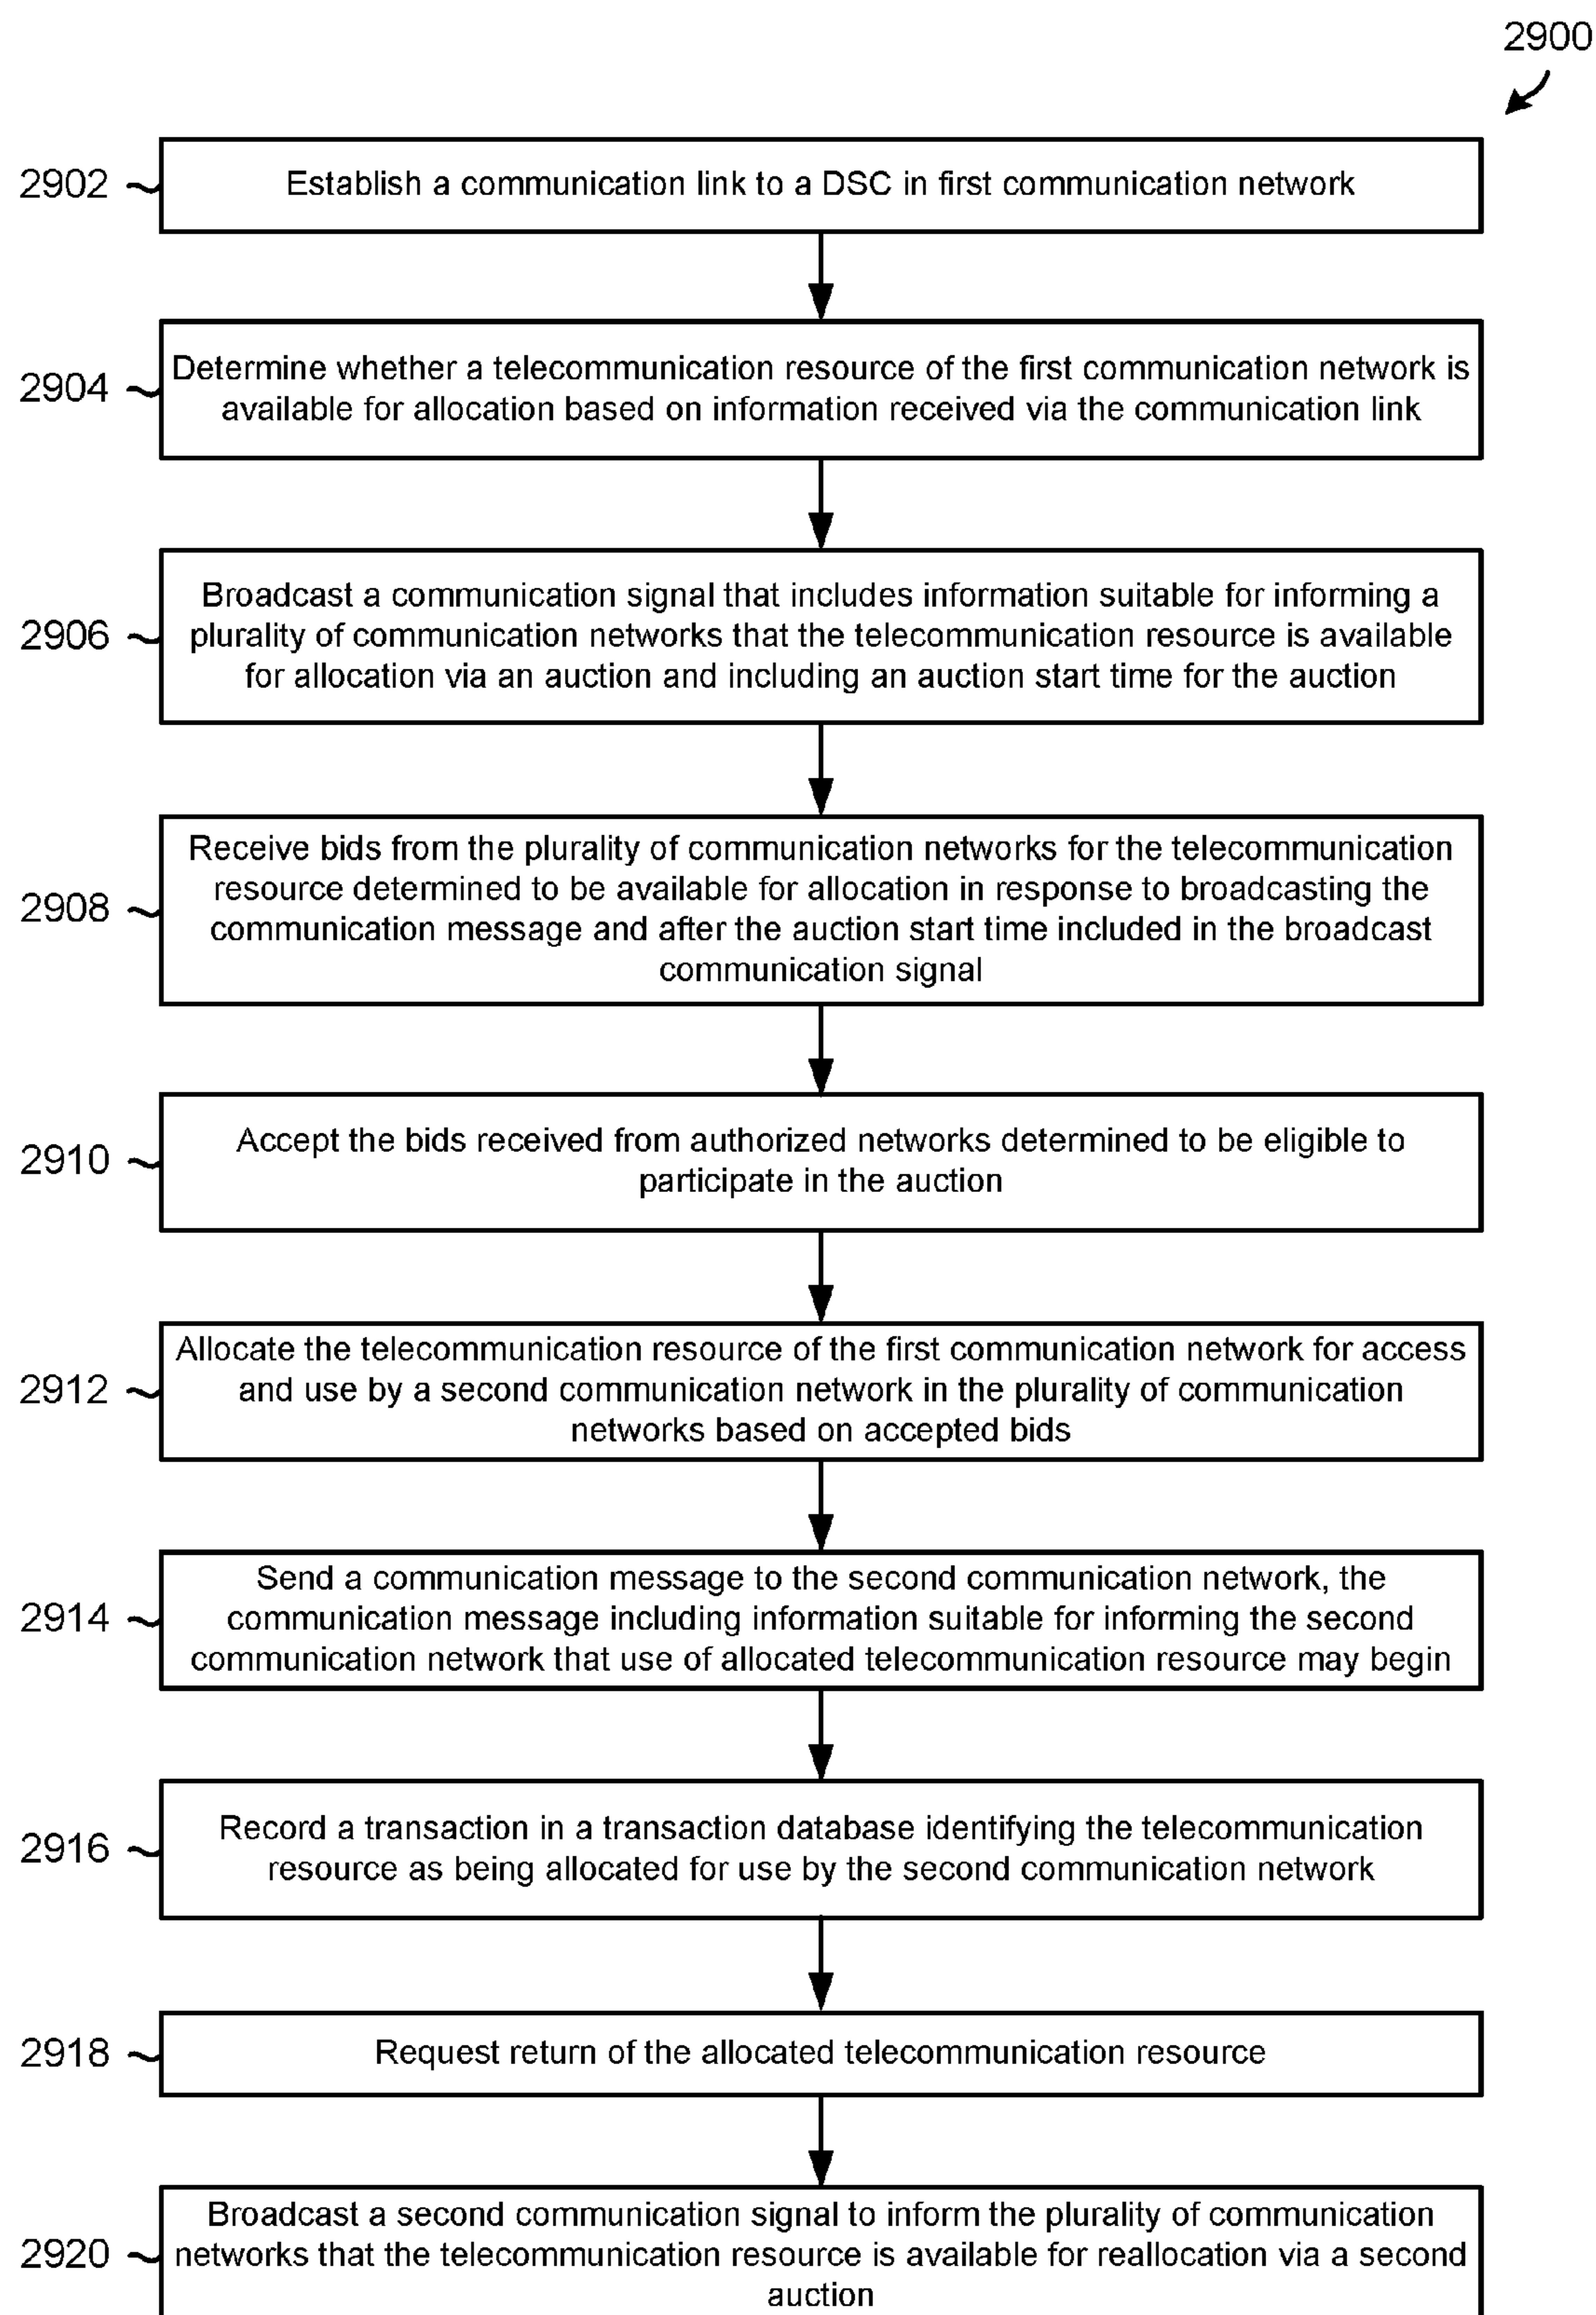 2900
2902
Establish a communication link to a DSC in first communication network
2904
Determine whether a telecommunication resource of the first communication network is
available for allocation based on information received via the communication link
2906
Broadcast a communication signal that includes information suitable for informing a
plurality of communication networks that the telecommunication resource is available
for allocation via an auction and including an auction start time for the auction
2908
Receive bids from the plurality of communication networks for the telecommunication
resource determined to be available for allocation in response to broadcasting the
communication message and after the auction start time included in the broadcast
communication signal
2910
Accept the bids received from authorized networks determined to be eligible to
participate in the auction
2912
Allocate the telecommunication resource of the first communication network for access
and use by a second communication network in the plurality of communication
networks based on accepted bids
2914
Send a communication message to the second communication network, the
communication message including information suitable for informing the second
communication network that use of allocated telecommunication resource may begin
2916
Record a transaction in a transaction database identifying the telecommunication
resource as being allocated for use by the second communication network
2918
Request return of the allocated telecommunication resource
2920
Broadcast a second communication signal to inform the plurality of communication
networks that the telecommunication resource is available for reallocation via a second
auction